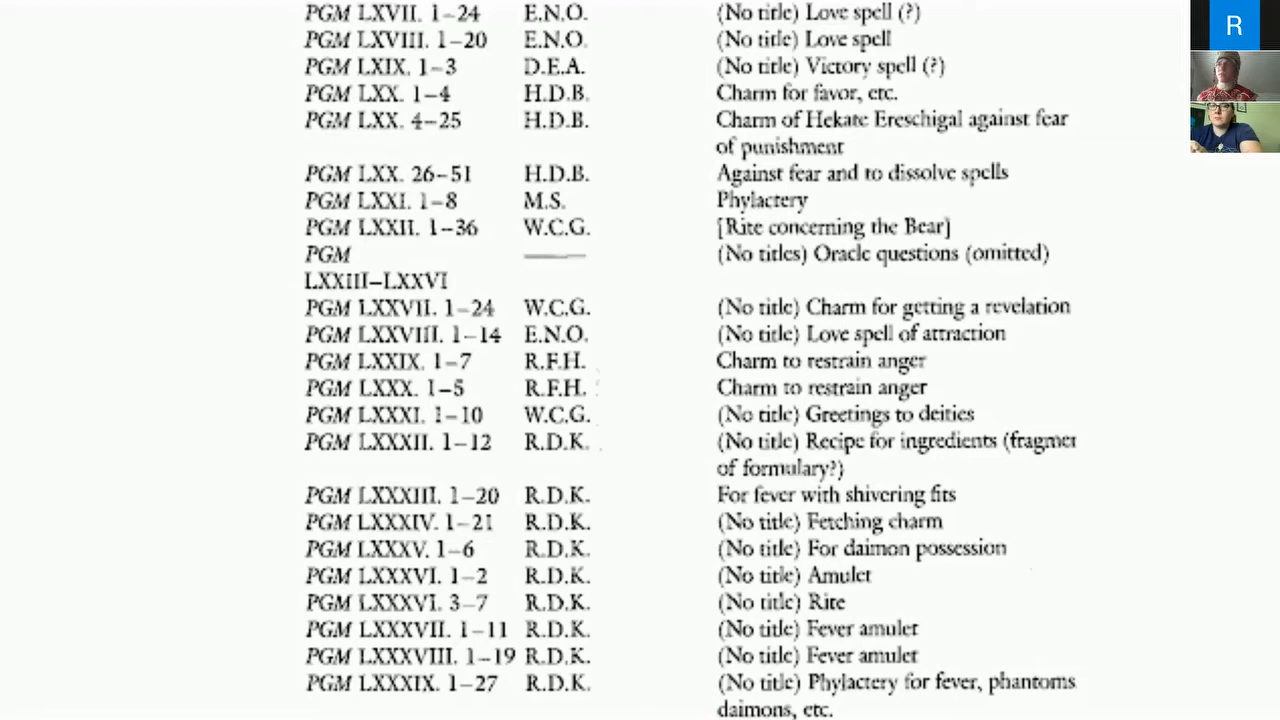 PGM LXVII. 1–24 E.N.O. (No title) Love spell (?)
PGM LXVIII. 1–20 E.N.O. (No title) Love spell
PGM LXIX. 1–3 D.E.A. (No title) Victory spell (?)
PGM LXX. 1–4 H.D.B. Charm for favor, etc.
PGM LXX. 4–25 H.D.B. Charm of Hekate Ereschigal against fear
of punishment
PGM LXX. 26–51 H.D.B. Against fear and to dissolve spells
PGM LXXI. 1–8 M.S. Phylactery
PGM LXXII. 1–36 W.C.G. [Rite concerning the Bear]
PGM —— (No titles) Oracle questions (omitted)
LXXIII–LXXVI
PGM LXXVII. 1–24 W.C.G. (No title) Charm for getting a revelation
PGM LXXVIII. 1–14 E.N.O. (No title) Love spell of attraction
PGM LXXIX. 1–7 R.F.H. Charm to restrain anger
PGM LXXX. 1–5 R.F.H. Charm to restrain anger
PGM LXXXI. 1–10 W.C.G. (No title) Greetings to deities
PGM LXXXII. 1–12 R.D.K. (No title) Recipe for ingredients (fragmer
of formulary?)
PGM LXXXIII. 1–20 R.D.K. For fever with shivering fits
PGM LXXXIV. 1–21 R.D.K. (No title) Fetching charm
PGM LXXXV. 1–6 R.D.K. (No title) For daimon possession
PGM LXXXVI. 1–2 R.D.K. (No title) Amulet
PGM LXXXVI. 3–7 R.D.K. (No title) Rite
PGM LXXXVII. 1–11 R.D.K. (No title) Fever amulet
PGM LXXXVIII. 1–19 R.D.K. (No title) Fever amulet
PGM LXXXIX. 1–27 R.D.K. (No title) Phylactery for fever, phantoms
daimons, etc.
R